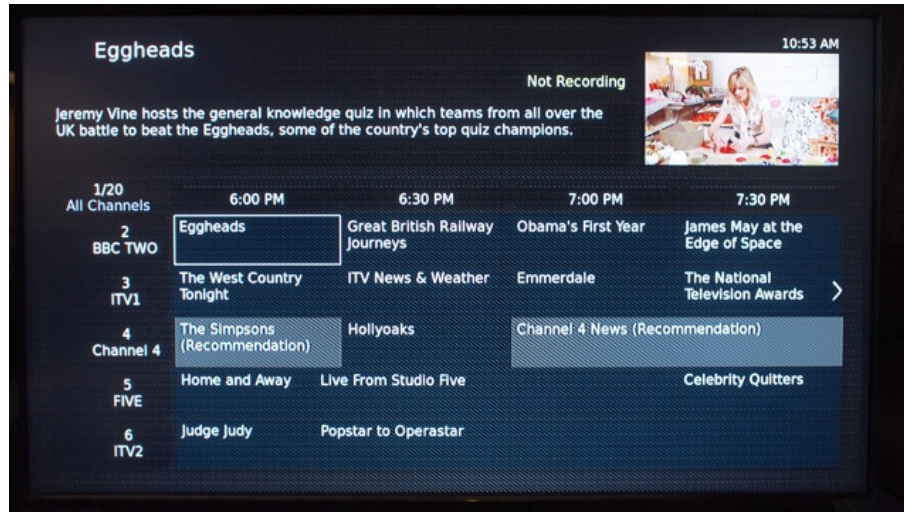 Eggheads
10:53 AM
Not Recording
Jeremy Vine hosts the general knowledge quiz in which teams from all over the
UK battle to beat the Eggheads, some of the country's top quiz champions.
1/20
All Channels
6:00 PM
6:30 PM
7:00 PM
7:30 PM
2
BBC TWO
Eggheads
Great British Railway
Journeys
Obama's First Year
James May at the
Edge of Space
3
ITV1
The West Country
Tonight
ITV News & Weather
Emmerdale
The National
Television Awards
4
Channel 4
The Simpsons
(Recommendation)
Hollyoaks
Channel 4 News (Recommendation)
5
FIVE
Home and Away
Live From Studio Five
Celebrity Quitters
6
ITV2
Judge Judy
Popstar to Operastar